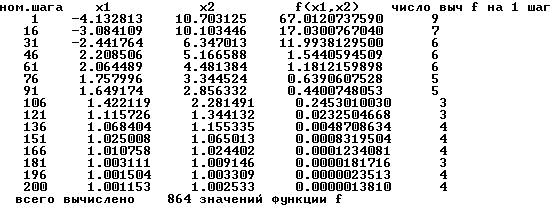 ном.шага x1 x2 f(x1,x2) число выч f на 1 шаг
1 -4.132813 10.703125 67.0120737590 9
16 -3.084109 10.103446 17.0300767040 7
31 -2.441764 6.347013 11.9938129500 6
46 2.208506 5.166588 1.5440594509 6
61 2.064489 4.481384 1.1812159898 6
76 1.757996 3.344524 0.6390607528 5
91 1.649174 2.856332 0.4400748053 5
106 1.422119 2.281491 0.2453010030 3
121 1.115726 1.344132 0.0232504668 3
136 1.068404 1.155335 0.0048708634 4
151 1.025008 1.065013 0.0008319504 4
166 1.010758 1.024402 0.0001234081 4
181 1.003111 1.009146 0.0000181716 3
196 1.001504 1.003309 0.0000023513 4
200 1.001153 1.002533 0.0000013810 4
всего вычислено 864 значений функции f